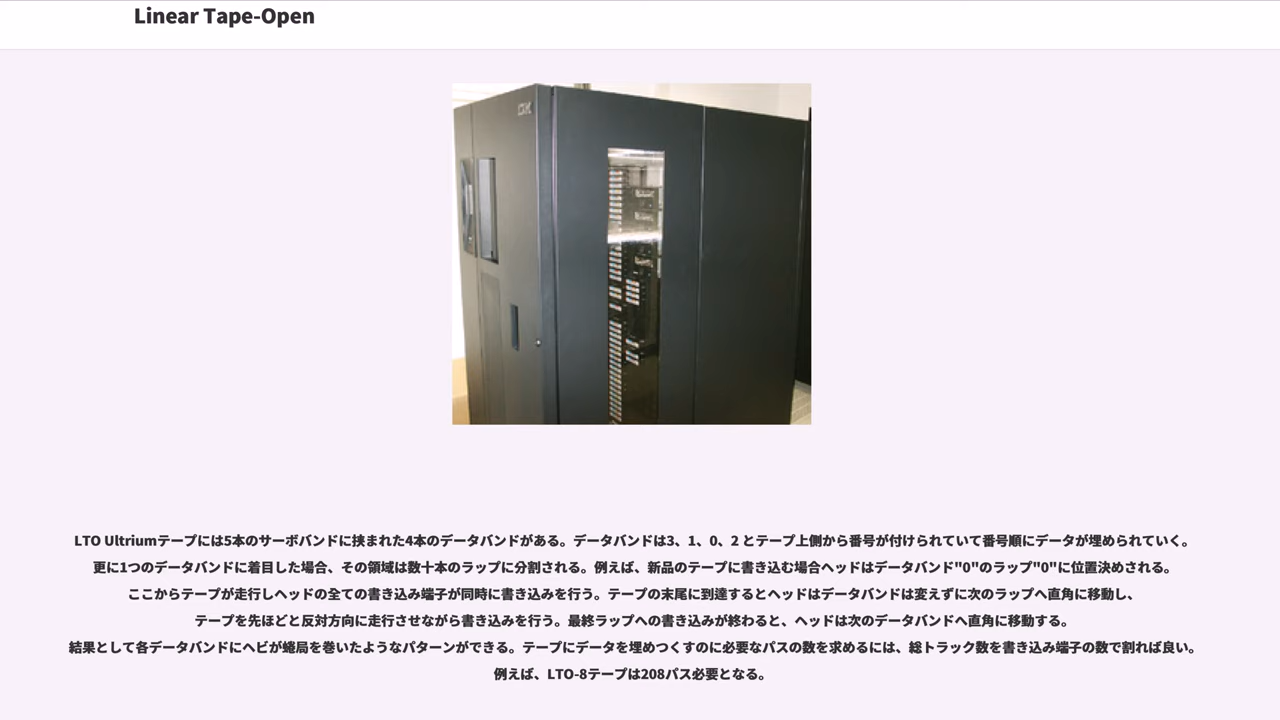 Linear Tape-Open
IBM
LTO Ultriumテープには5本のサーボバンドに挟まれた4本のデータバンドがある。データバンドは3、1、0、2 とテープ上側から番号が付けられていて番号順にデータが埋められていく。
更に1つのデータバンドに着目した場合、その領域は数十本のラップに分割される。例えば、新品のテープに書き込む場合ヘッドはデータバンド"0"のラップ"0"に位置決めされる。
ここからテープが走行しヘッドの全ての書き込み端子が同時に書き込みを行う。テープの末尾に到達するとヘッドはデータバンドは変えずに次のラップへ直角に移動し、
テープを先ほどと反対方向に走行させながら書き込みを行う。最終ラップへの書き込みが終わると、ヘッドは次のデータバンドへ直角に移動する。
結果として各データバンドにヘビが蜷局を巻いたようなパターンができる。テープにデータを埋めつくすのに必要なパスの数を求めるには、総トラック数を書き込み端子の数で割れば良い。
例えば、LTO-8テープは208パス必要となる。